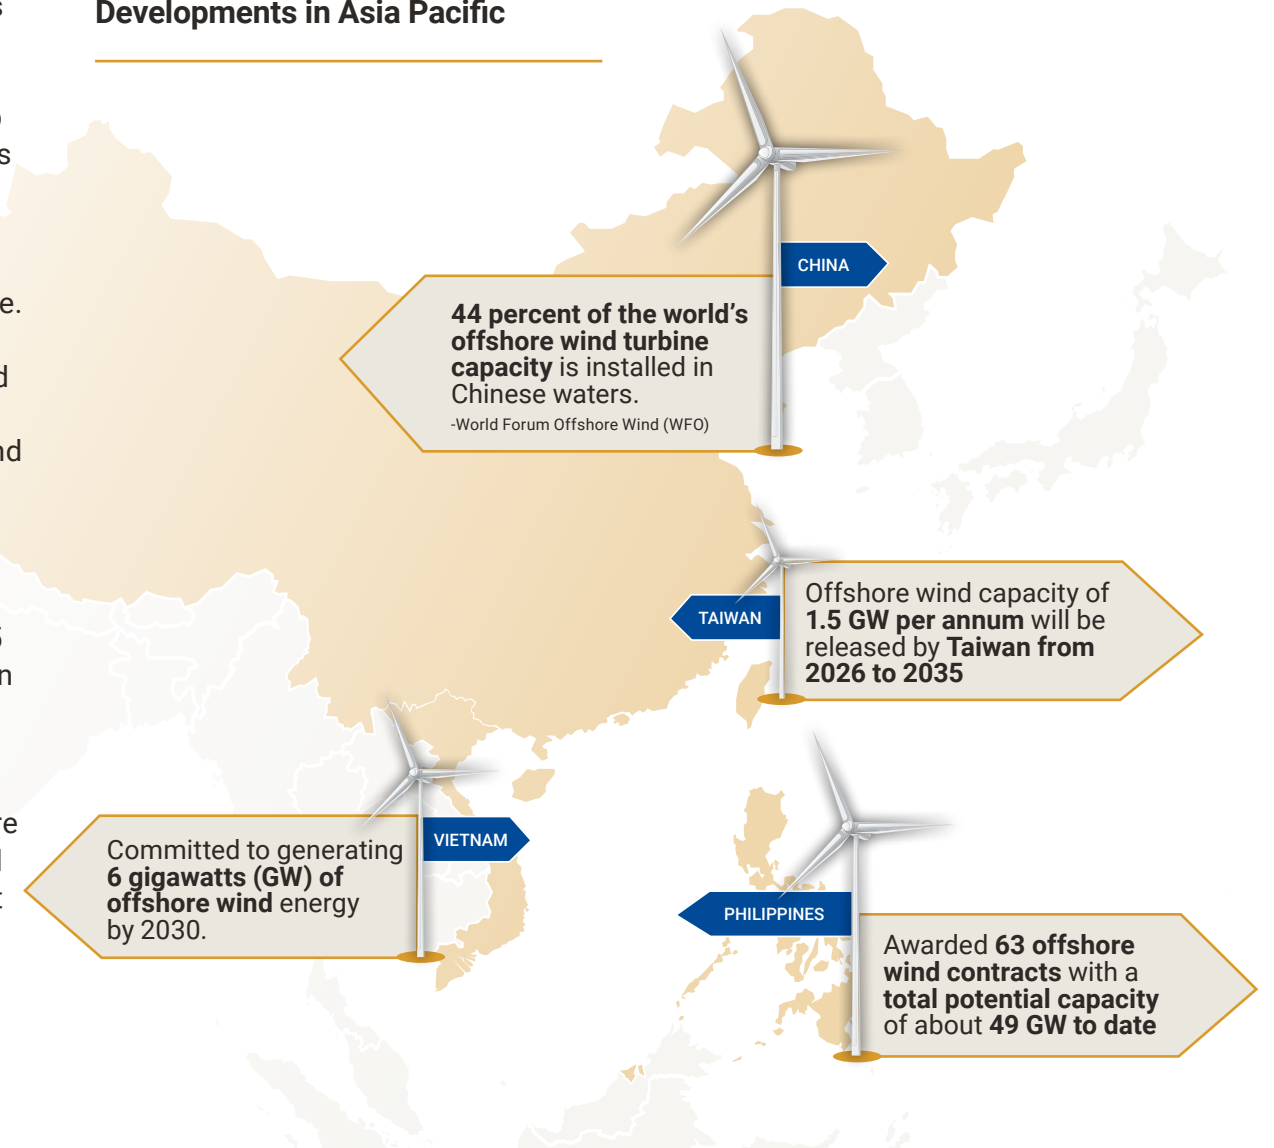 Developments in Asia Pacific
CHINA
44 percent of the world’s
offshore wind turbine
capacity is installed in
Chinese waters.
-World Forum Offshore Wind (WFO)
TAIWAN
Offshore wind capacity of
1.5 GW per annum will be
released by Taiwan from
2026 to 2035
VIETNAM
Committed to generating
6 gigawatts (GW) of
offshore wind energy
by 2030.
PHILIPPINES
Awarded 63 offshore
wind contracts with a
total potential capacity
of about 49 GW to date